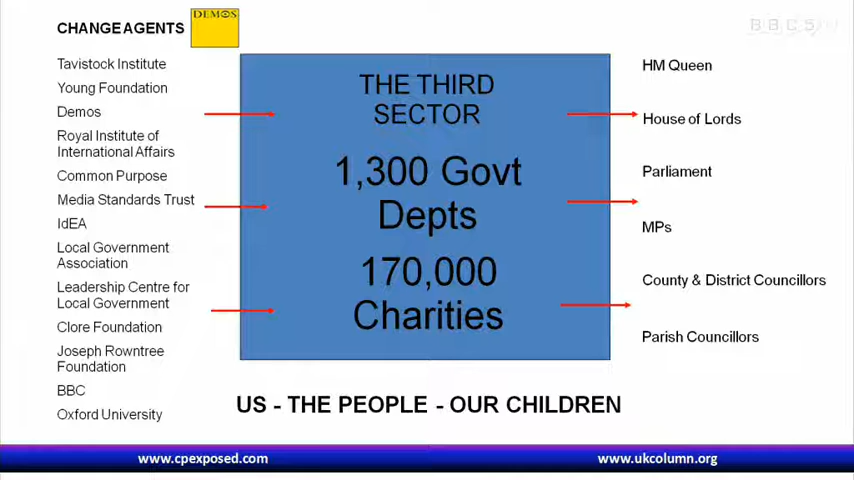 CHANGE AGENTS
DEMOS
Tavistock Institute
Young Foundation
Demos
Royal Institute of
International Affairs
Common Purpose
Media Standards Trust
IdEA
Local Government
Association
Leadership Centre for
Local Government
Clore Foundation
Joseph Rowntree
Foundation
BBC
Oxford University
THE THIRD
SECTOR
1,300 Govt
Depts
170,000
Charities
HM Queen
House of Lords
Parliament
MPs
County & District Councillors
Parish Councillors
US - THE PEOPLE - OUR CHILDREN
www.cpexposed.com
www.ukcolumn.org